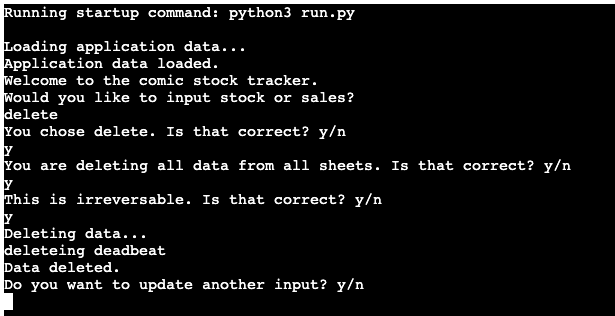 Running startup command: python3 run.py
Loading application data...
Application data loaded.
Welcome to the comic stock tracker.
Would you like to input stock or sales?
delete
You chose delete. Is that correct? y/n
y
You are deleting all data from all sheets. Is that correct? y/n
y
This is irreversable. Is that correct? y/n
y
Deleting data...
deleteing deadbeat
Data deleted.
Do you want to update another input? y/n